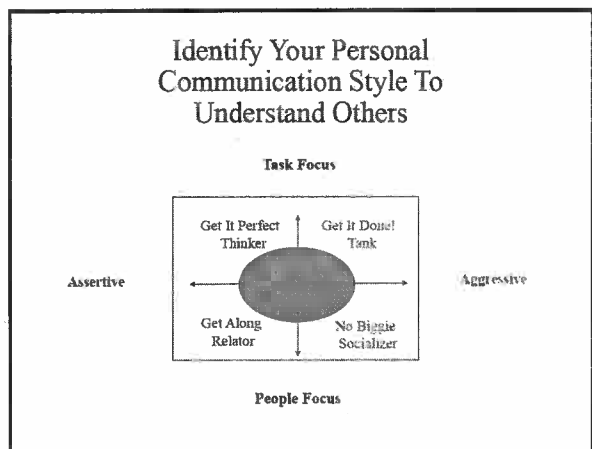 Identify Your Personal
Communication Style To
Understand Others
Task Focus
Get It Perfect
Thinker
Get It Done!
Tank
Assertive
Aggressive
Get Along
Relator
No Biggie
Socializer
People Focus